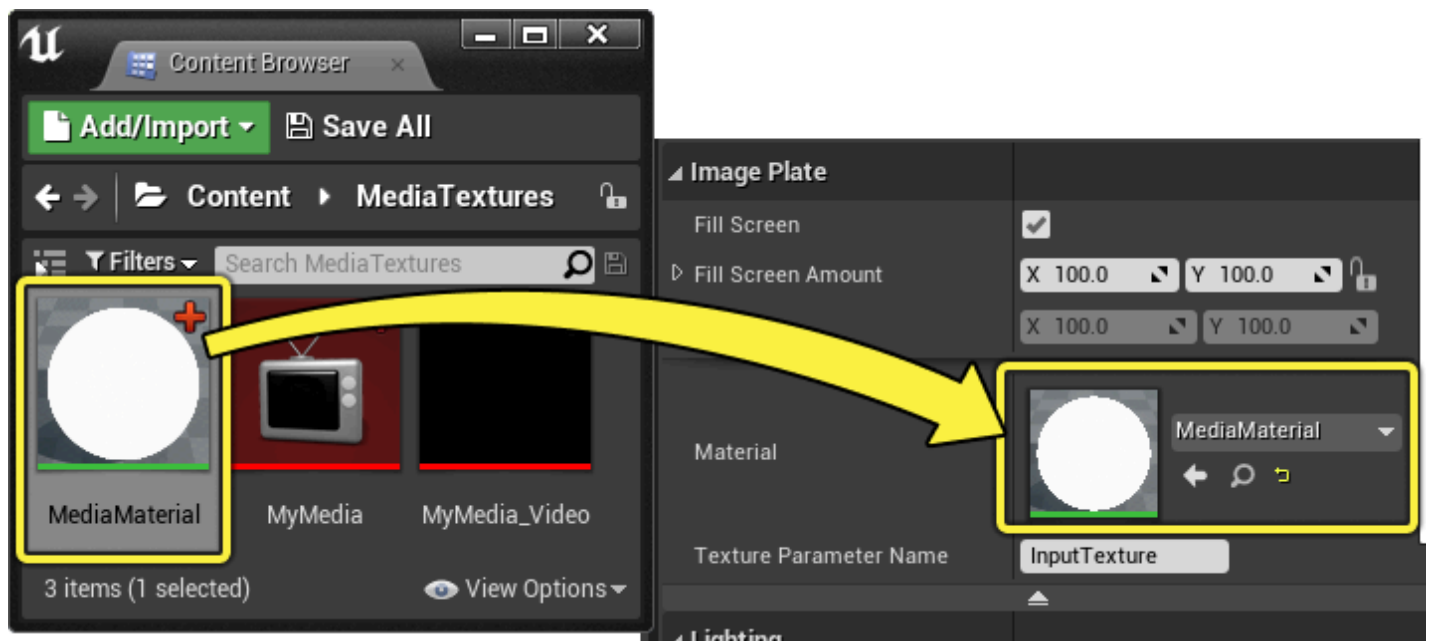 Content Browser
Add/Import Save All
Content MediaTextures
Filters Search MediaTextures
MediaMaterial MyMedia MyMedia_Video
3 items (1 selected) View Options
Image Plate
Fill Screen
Fill Screen Amount X 100.0 Y 100.0
X 100.0 Y 100.0
Material MediaMaterial
Texture Parameter Name InputTexture
Lighting